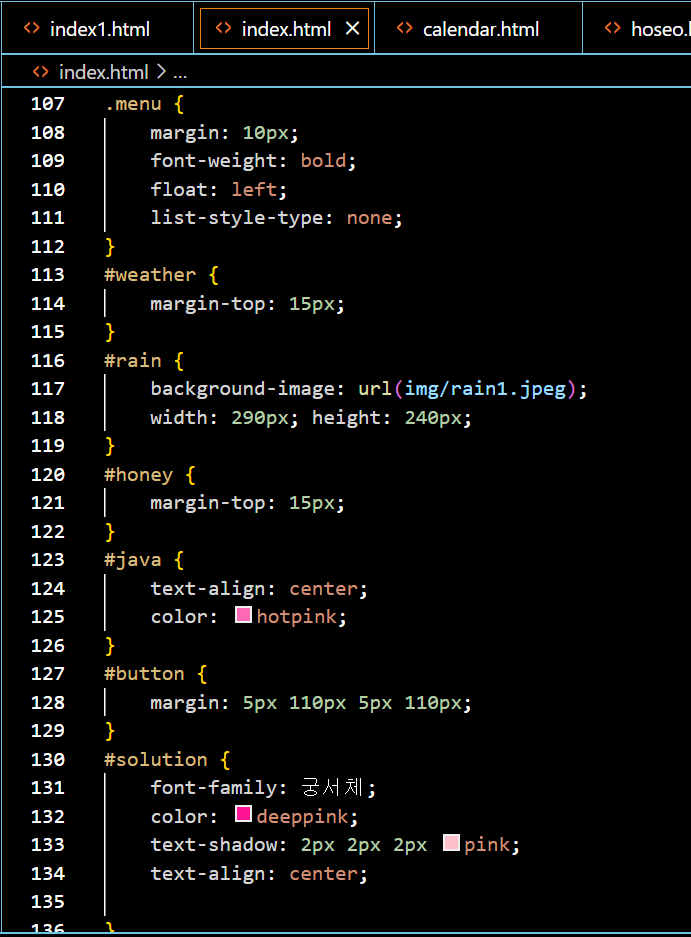 <> index1.html <> index.html × <> calendar.html <> hoseo.
<> index.html > ...
107 .menu {
108 margin: 10px;
109 font-weight: bold;
110 float: left;
111 list-style-type: none;
112 }
113 #weather {
114 margin-top: 15px;
115 }
116 #rain {
117 background-image: url(img/rain1.jpeg);
118 width: 290px; height: 240px;
119 }
120 #honey {
121 margin-top: 15px;
122 }
123 #java {
124 text-align: center;
125 color: hotpink;
126 }
127 #button {
128 margin: 5px 110px 5px 110px;
129 }
130 #solution {
131 font-family: 궁서체;
132 color: deeppink;
133 text-shadow: 2px 2px 2px pink;
134 text-align: center;
135
136 }